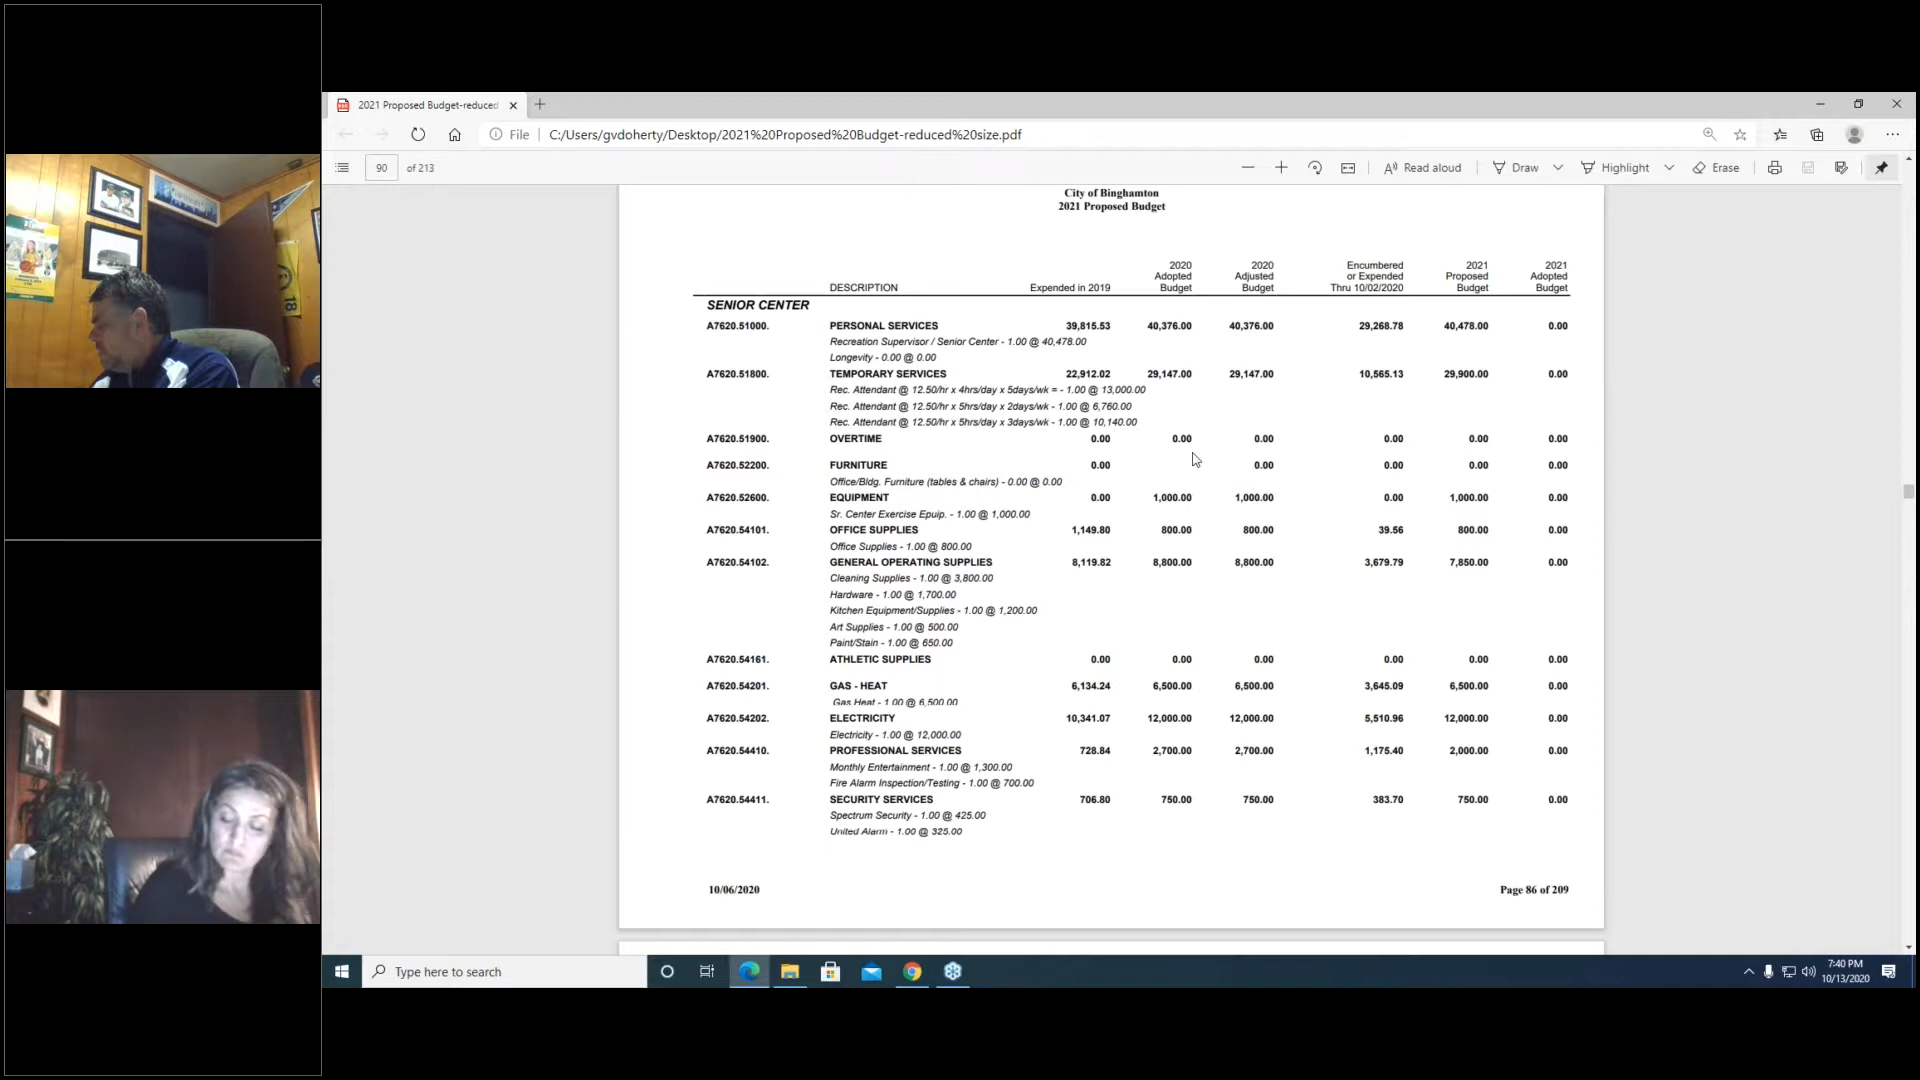 2021 Proposed Budget-reduced
File C:/Users/gvdoherty/Desktop/2021%20Proposed%20Budget-reduced%20size.pdf
90 of 213 Read aloud Draw Highlight Erase
City of Binghamton
2021 Proposed Budget
2020 2020 Encumbered 2021 2021
Adopted Adjusted or Expended Proposed Adopted
DESCRIPTION Expended in 2019 Budget Budget Thru 10/02/2020 Budget Budget
SENIOR CENTER
A7620.51000. PERSONAL SERVICES 39,815.53 40,376.00 40,376.00 29,268.78 40,478.00 0.00
Recreation Supervisor / Senior Center - 1.00 @ 40,478.00
Longevity - 0.00 @ 0.00
A7620.51800. TEMPORARY SERVICES 22,912.02 29,147.00 29,147.00 10,565.13 29,900.00 0.00
Rec. Attendant @ 12.50/hr x 4hrs/day x 5days/wk = - 1.00 @ 13,000.00
Rec. Attendant @ 12.50/hr x 5hrs/day x 2days/wk - 1.00 @ 6,760.00
Rec. Attendant @ 12.50/hr x 5hrs/day x 3days/wk - 1.00 @ 10,140.00
A7620.51900. OVERTIME 0.00 0.00 0.00 0.00 0.00 0.00
A7620.52200. FURNITURE 0.00 0.00 0.00 0.00 0.00
Office/Bldg. Furniture (tables & chairs) - 0.00 @ 0.00
A7620.52600. EQUIPMENT 0.00 1,000.00 1,000.00 0.00 1,000.00 0.00
Sr. Center Exercise Epuip. - 1.00 @ 1,000.00
A7620.54101. OFFICE SUPPLIES 1,149.80 800.00 800.00 39.56 800.00 0.00
Office Supplies - 1.00 @ 800.00
A7620.54102. GENERAL OPERATING SUPPLIES 8,119.82 8,800.00 8,800.00 3,679.79 7,850.00 0.00
Cleaning Supplies - 1.00 @ 3,800.00
Hardware - 1.00 @ 1,700.00
Kitchen Equipment/Supplies - 1.00 @ 1,200.00
Art Supplies - 1.00 @ 500.00
Paint/Stain - 1.00 @ 650.00
A7620.54161. ATHLETIC SUPPLIES 0.00 0.00 0.00 0.00 0.00 0.00
A7620.54201. GAS - HEAT 6,134.24 6,500.00 6,500.00 3,645.09 6,500.00 0.00
Gas Heat - 1.00 @ 6,500.00
A7620.54202. ELECTRICITY 10,341.07 12,000.00 12,000.00 5,510.96 12,000.00 0.00
Electricity - 1.00 @ 12,000.00
A7620.54410. PROFESSIONAL SERVICES 728.84 2,700.00 2,700.00 1,175.40 2,000.00 0.00
Monthly Entertainment - 1.00 @ 1,300.00
Fire Alarm Inspection/Testing - 1.00 @ 700.00
A7620.54411. SECURITY SERVICES 706.80 750.00 750.00 383.70 750.00 0.00
Spectrum Security - 1.00 @ 425.00
United Alarm - 1.00 @ 325.00
10/06/2020 Page 86 of 209
Type here to search
7:40 PM
10/13/2020
18